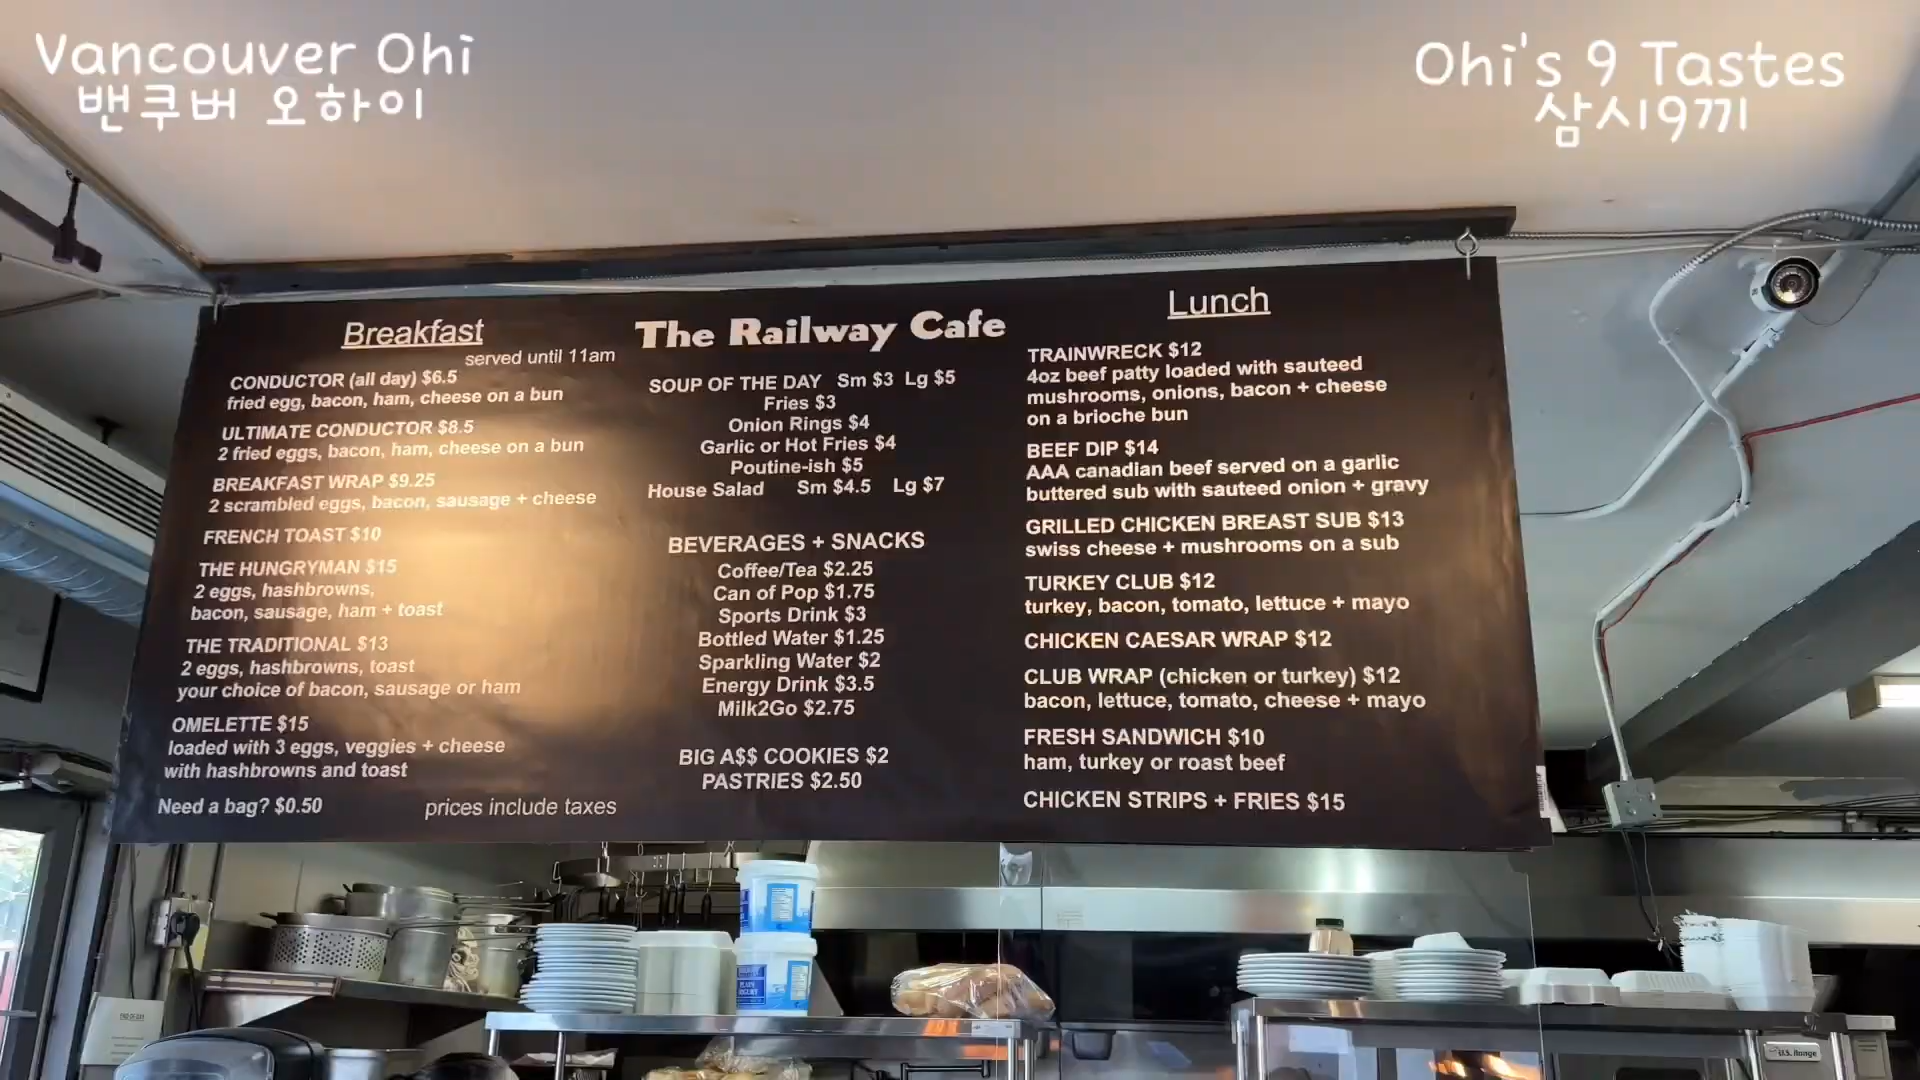 Vancouver Ohi
밴쿠버 오하이
Ohi's 9 Tastes
삼시9끼
Breakfast
served until 11am
CONDUCTOR (all day) $6.5
fried egg, bacon, ham, cheese on a bun
ULTIMATE CONDUCTOR $8.5
2 fried eggs, bacon, ham, cheese on a bun
BREAKFAST WRAP $9.25
2 scrambled eggs, bacon, sausage + cheese
FRENCH TOAST $10
THE HUNGRYMAN $15
2 eggs, hashbrowns,
bacon, sausage, ham + toast
THE TRADITIONAL $13
2 eggs, hashbrowns, toast
your choice of bacon, sausage or ham
OMELETTE $15
loaded with 3 eggs, veggies + cheese
with hashbrowns and toast
Need a bag? $0.50
prices include taxes
The Railway Cafe
SOUP OF THE DAY Sm $3 Lg $5
Fries $3
Onion Rings $4
Garlic or Hot Fries $4
Poutine-ish $5
House Salad Sm $4.5 Lg $7
BEVERAGES + SNACKS
Coffee/Tea $2.25
Can of Pop $1.75
Sports Drink $3
Bottled Water $1.25
Sparkling Water $2
Energy Drink $3.5
Milk2Go $2.75
BIG A$$ COOKIES $2
PASTRIES $2.50
Lunch
TRAINWRECK $12
4oz beef patty loaded with sauteed
mushrooms, onions, bacon + cheese
on a brioche bun
BEEF DIP $14
AAA canadian beef served on a garlic
buttered sub with sauteed onion + gravy
GRILLED CHICKEN BREAST SUB $13
swiss cheese + mushrooms on a sub
TURKEY CLUB $12
turkey, bacon, tomato, lettuce + mayo
CHICKEN CAESAR WRAP $12
CLUB WRAP (chicken or turkey) $12
bacon, lettuce, tomato, cheese + mayo
FRESH SANDWICH $10
ham, turkey or roast beef
CHICKEN STRIPS + FRIES $15
U.S. Range